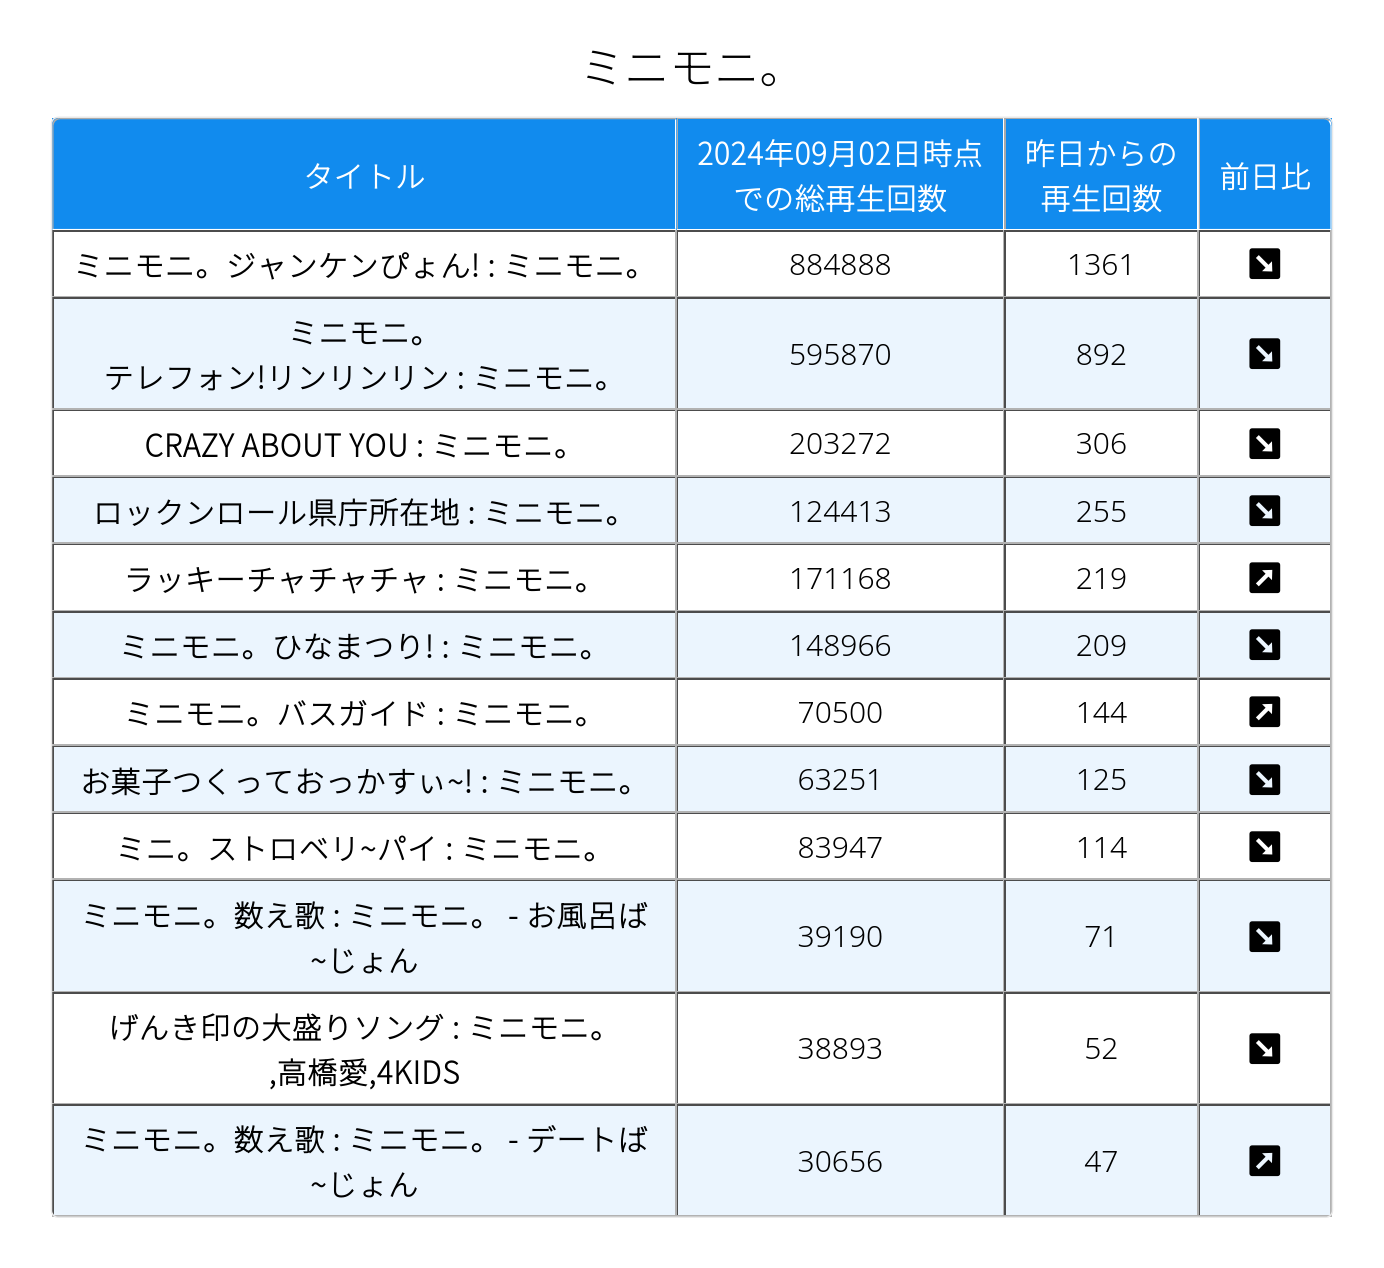 ミニモニ。
タイトル
2024年09月02日時点
での総再生回数
昨日からの
再生回数
前日比
ミニモニ。ジャンケンぴょん! : ミニモニ。
884888
1361
ミニモニ。
テレフォン!リンリンリン : ミニモニ。
595870
892
CRAZY ABOUT YOU : ミニモニ。
203272
306
ロックンロール県庁所在地 : ミニモニ。
124413
255
ラッキーチャチャチャ : ミニモニ。
171168
219
ミニモニ。ひなまつり! : ミニモニ。
148966
209
ミニモニ。バスガイド : ミニモニ。
70500
144
お菓子つくっておっかすぃ~! : ミニモニ。
63251
125
ミニ。ストロベリ~パイ : ミニモニ。
83947
114
ミニモニ。数え歌 : ミニモニ。 - お風呂ば
~じょん
39190
71
げんき印の大盛りソング : ミニモニ。
,高橋愛,4KIDS
38893
52
ミニモニ。数え歌 : ミニモニ。 - デートば
~じょん
30656
47